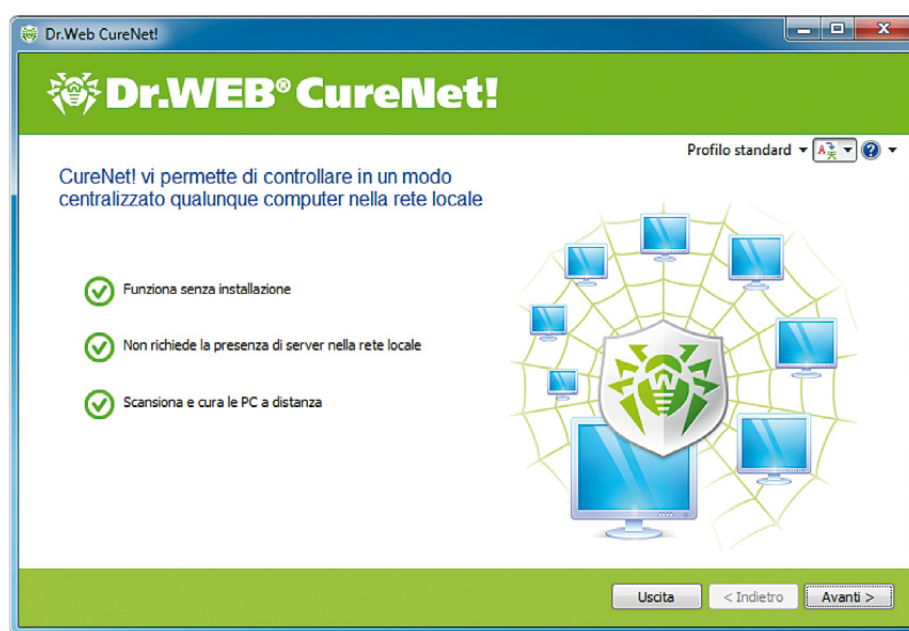 Dr.Web CureNet!
Dr.WEB® CureNet!
Profilo standard
CureNet! vi permette di controllare in un modo
centralizzato qualunque computer nella rete locale
Funziona senza installazione
Non richiede la presenza di server nella rete locale
Scansiona e cura le PC a distanza
Uscita
< Indietro
Avanti >